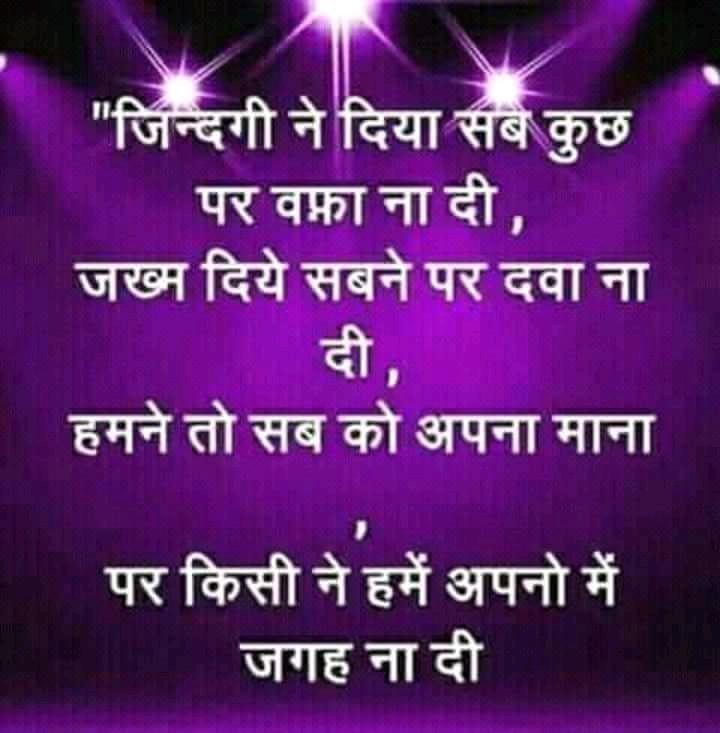 "जिन्दगी ने दिया सब कुछ
पर वफ़ा ना दी ,
जख्म दिये सबने पर दवा ना
दी ,
हमने तो सब को अपना माना
,
पर किसी ने हमें अपनो में
जगह ना दी